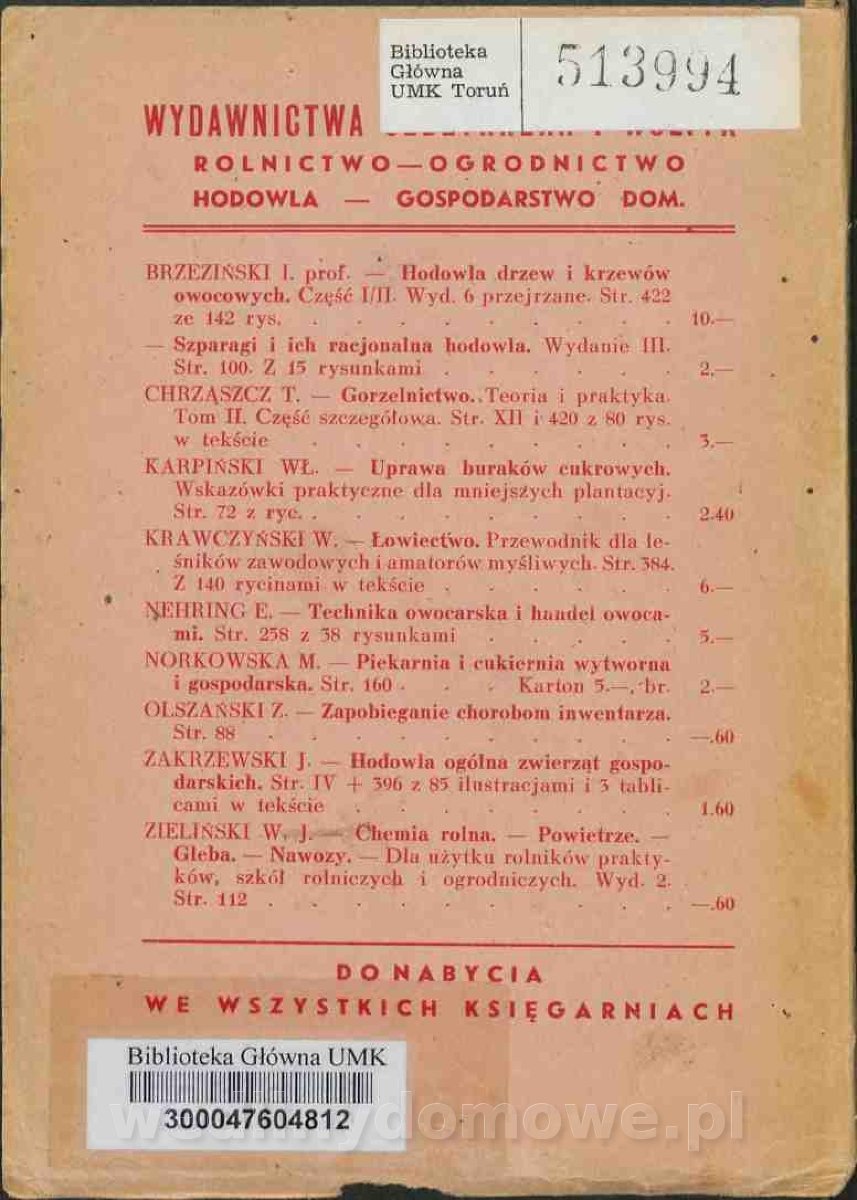 Biblioteka
Główna
UMK Toruń
513994
WYDAWNICTWA
ROLNICTWO — OGRODNICTWO
HODOWLA — GOSPODARSTWO DOM.
BRZEZIŃSKI I. prof. — Hodowla drzew i krzewów
owocowych. Część I/II. Wyd. 6 przejrzane. Str. 422
ze 142 rys. . . . . . . . . . 10.—
— Szparagi i ich racjonalna hodowla. Wydanie III.
Str. 100. Z 15 rysunkami . . . . . . 2.—
CHRZĄSZCZ T. — Gorzelnictwo. Teoria i praktyka.
Tom II. Część szczegółowa. Str. XII i 420 z 80 rys.
w tekście . . . . . . . . . 3.—
KARPIŃSKI WŁ. — Uprawa buraków cukrowych.
Wskazówki praktyczne dla mniejszych plantacyj.
Str. 72 z ryc. . . . . . . . . . 2.40
KRAWCZYŃSKI W. — Łowiectwo. Przewodnik dla le-
śników zawodowych i amatorów myśliwych. Str. 384.
Z 140 rycinami w tekście . . . . . . 6.—
NEHRING E. — Technika owocarska i handel owoca-
mi. Str. 238 z 38 rysunkami . . . . . 5.—
NORKOWSKA M. — Piekarnia i cukiernia wytworna
i gospodarska. Str. 160 . . . Karton 3.—, br. 2.—
OLSZAŃSKI Z. — Zapobieganie chorobom inwentarza.
Str. 88 . . . . . . . . . . —.60
ZAKRZEWSKI J. — Hodowla ogólna zwierząt gospo-
darskich. Str. IV + 396 z 85 ilustracjami i 3 tabli-
cami w tekście . . . . . . . . 1.60
ZIELIŃSKI W. J. — Chemia rolna. — Powietrze. —
Gleba. — Nawozy. — Dla użytku rolników prakty-
ków, szkół rolniczych i ogrodniczych. Wyd. 2.
Str. 112 . . . . . . . . . —.60
DO NABYCIA
WE WSZYSTKICH KSIĘGARNIACH
Biblioteka Główna UMK
300047604812
wedlinydomowe.pl